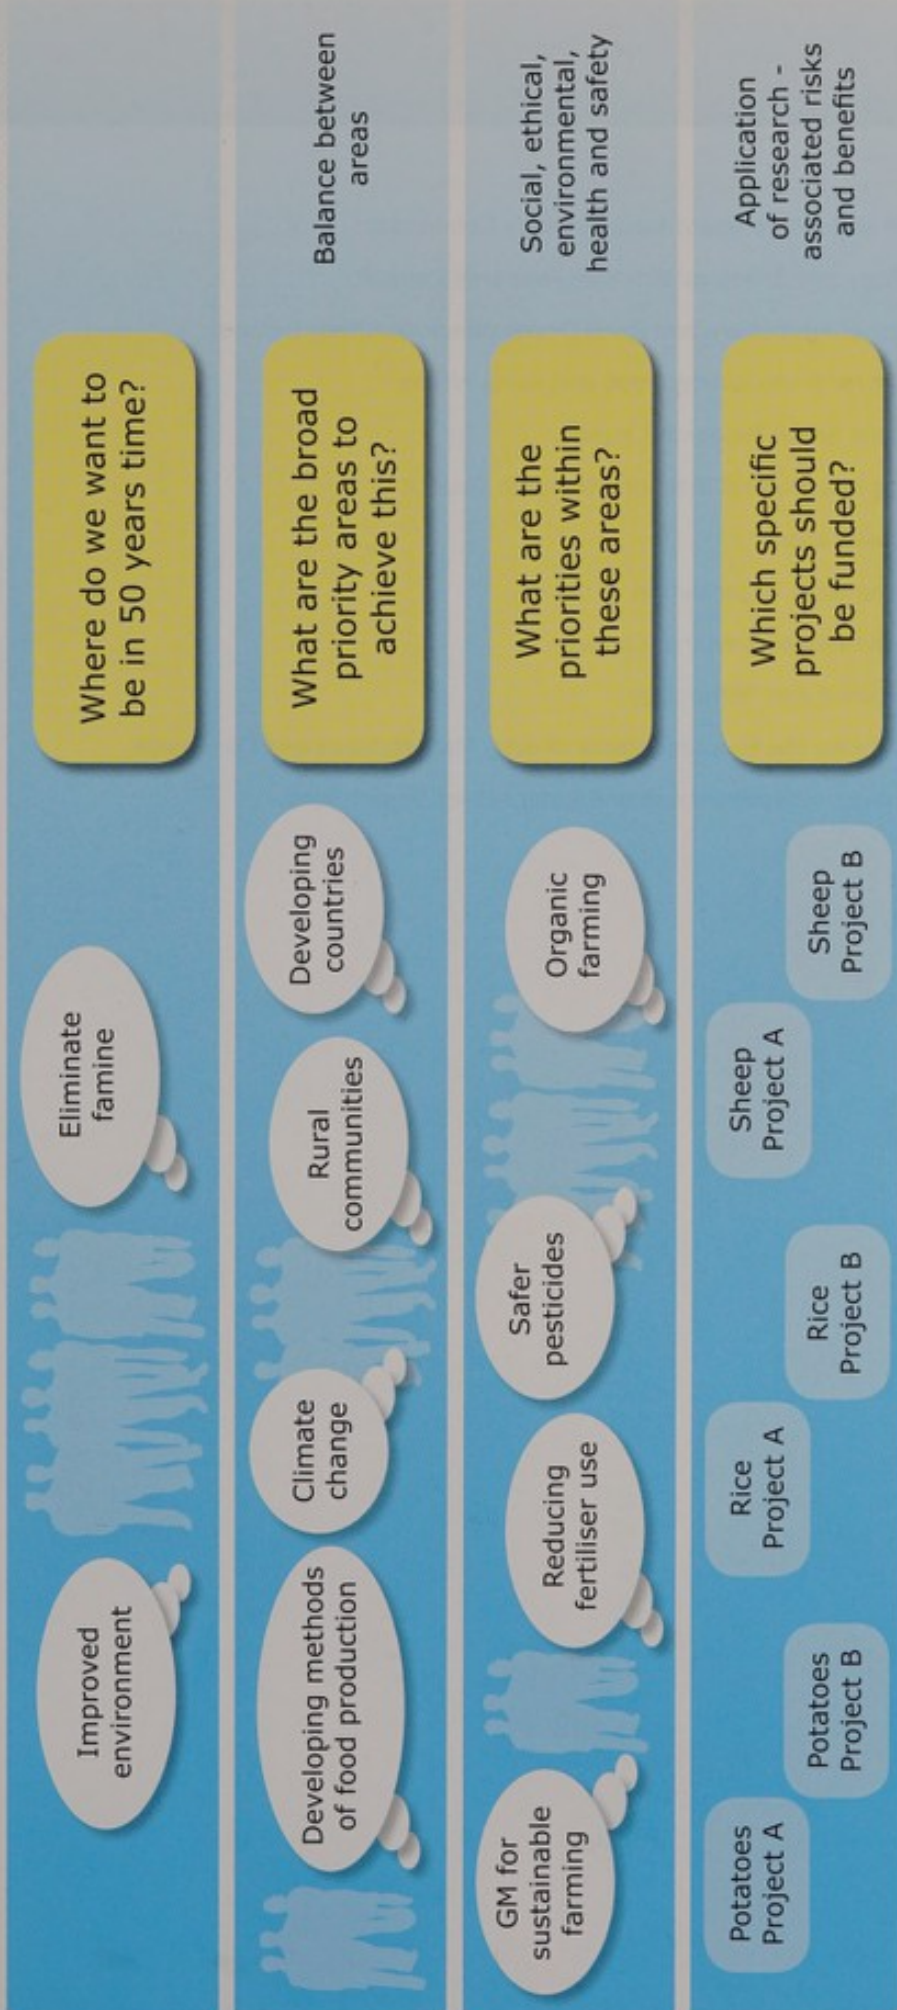 Improved
environment
Eliminate
famine
Where do we want to
be in 50 years time?
Developing methods
of food production
Climate
change
Rural
communities
Developing
countries
What are the broad
priority areas to
achieve this?
Balance between
areas
GM for
sustainable
farming
Reducing
fertiliser use
Safer
pesticides
Organic
farming
What are the
priorities within
these areas?
Social, ethical,
environmental,
health and safety
Potatoes
Project A
Potatoes
Project B
Rice
Project A
Rice
Project B
Sheep
Project A
Sheep
Project B
Which specific
projects should
be funded?
Application
of research -
associated risks
and benefits